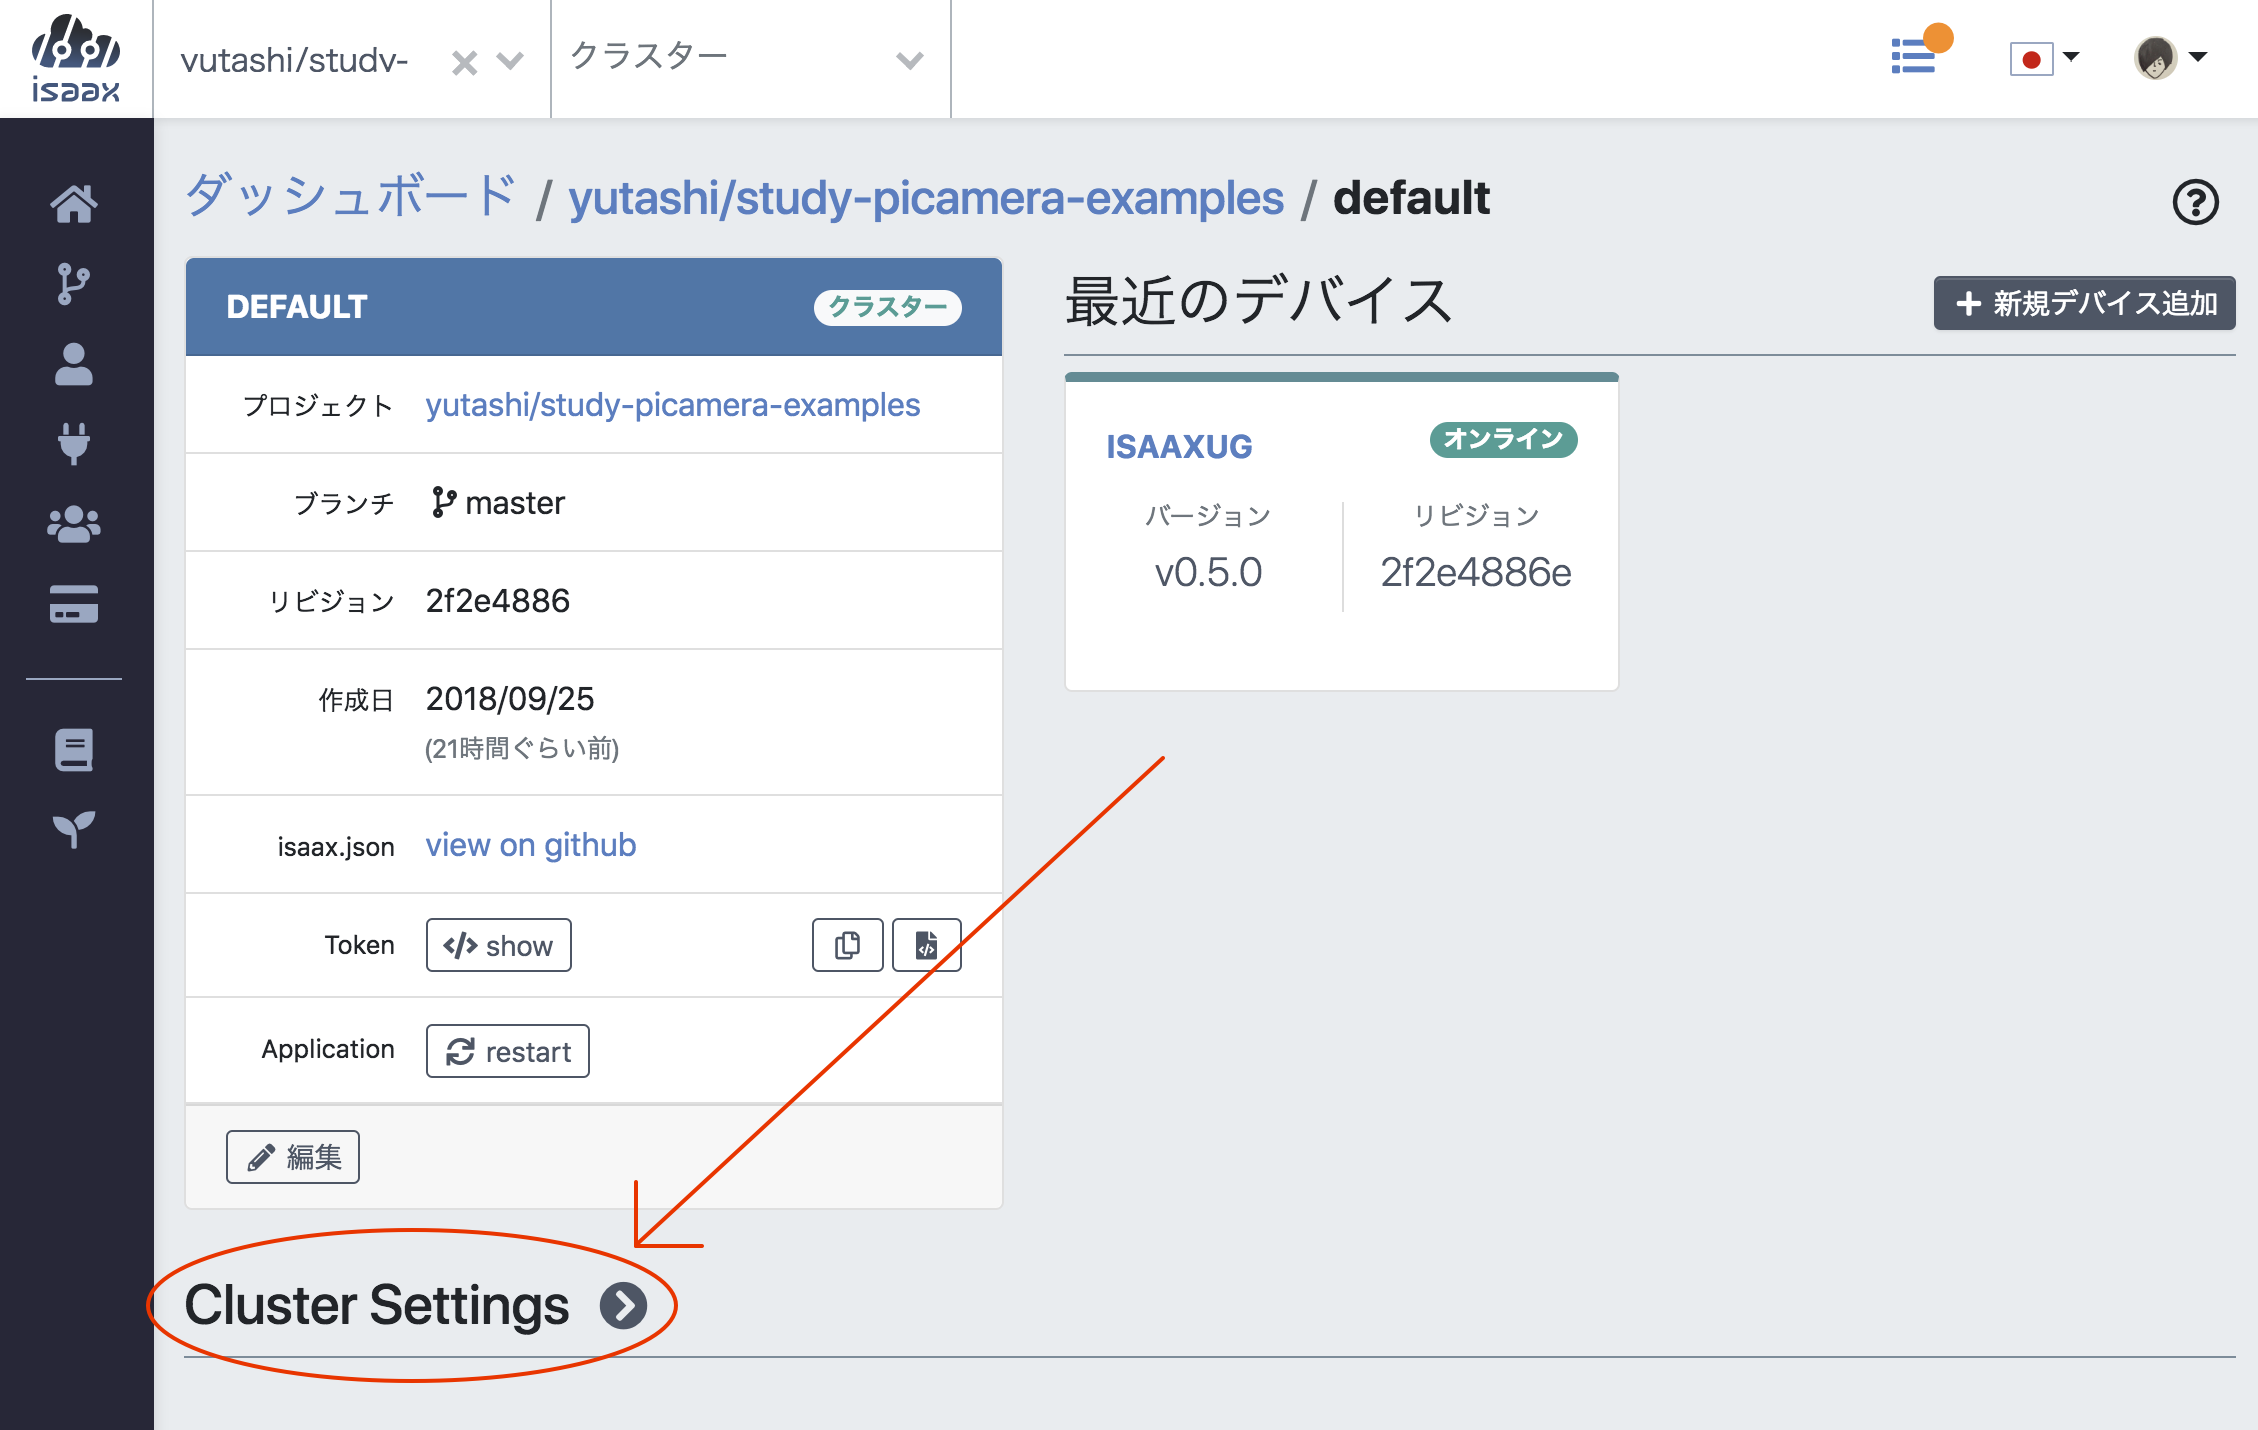 isaax
yutashi/study-
クラスター
ダッシュボード / yutashi/study-picamera-examples / default
DEFAULT
クラスター
プロジェクト yutashi/study-picamera-examples
ブランチ master
リビジョン 2f2e4886
作成日 2018/09/25
(21時間ぐらい前)
isaax.json view on github
Token </> show
Application restart
編集
最近のデバイス
+ 新規デバイス追加
ISAAXUG
オンライン
バージョン
v0.5.0
リビジョン
2f2e4886e
Cluster Settings